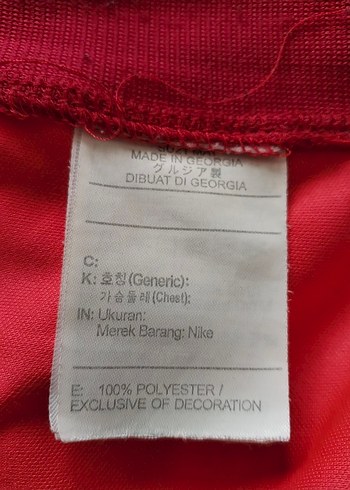 MADE IN GEORGIA
グルジア製
DIBUAT DI GEORGIA
C:
K: 호칭(Generic):
가슴둘레(Chest):
IN: Ukuran:
Merek Barang: Nike
E: 100% POLYESTER /
EXCLUSIVE OF DECORATION